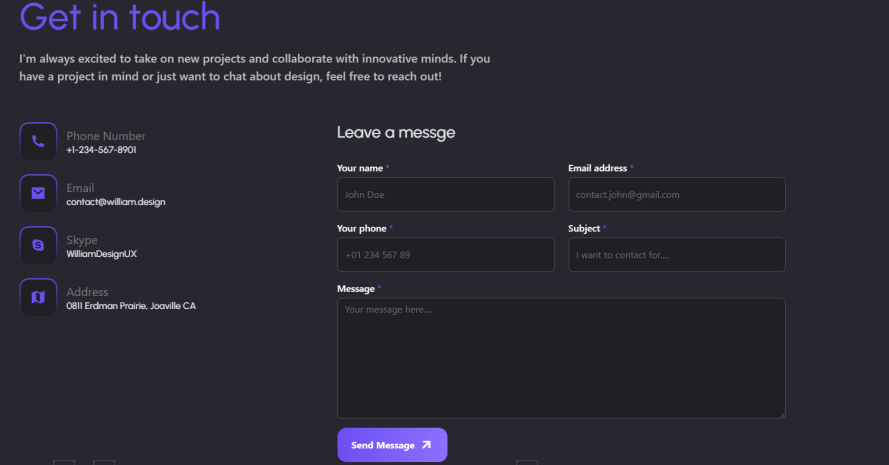 Get in touch
I'm always excited to take on new projects and collaborate with innovative minds. If you
have a project in mind or just want to chat about design, feel free to reach out!
Phone Number
+1-234-567-8901
Email
contact@william.design
Skype
WilliamDesignUX
Address
0811 Erdman Prairie, Joaville CA
Leave a messge
Your name *
John Doe
Email address *
contact.john@gmail.com
Your phone *
+01 234 567 89
Subject *
I want to contact for...
Message *
Your message here...
Send Message